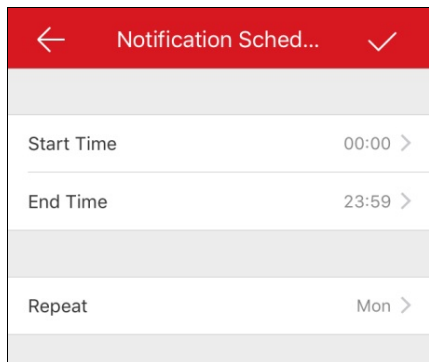 Notification Sched...
Start Time 00:00
End Time 23:59
Repeat Mon